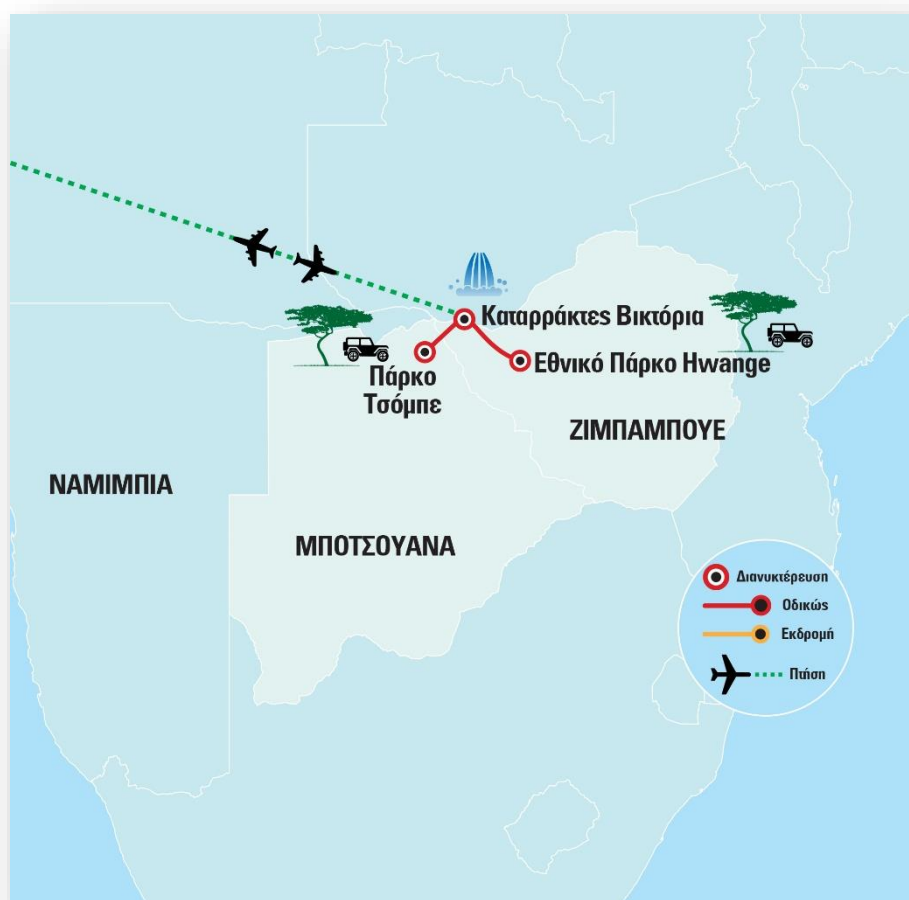 Καταρράκτες Βικτόρια
Εθνικό Πάρκο Hwange
Πάρκο
Τσόμπε
ΖΙΜΠΑΜΠΟΥΕ
ΝΑΜΙΜΠΙΑ
ΜΠΟΤΣΟΥΑΝΑ
Διανυκτέρευση
Οδικώς
Εκδρομή
Πτήση